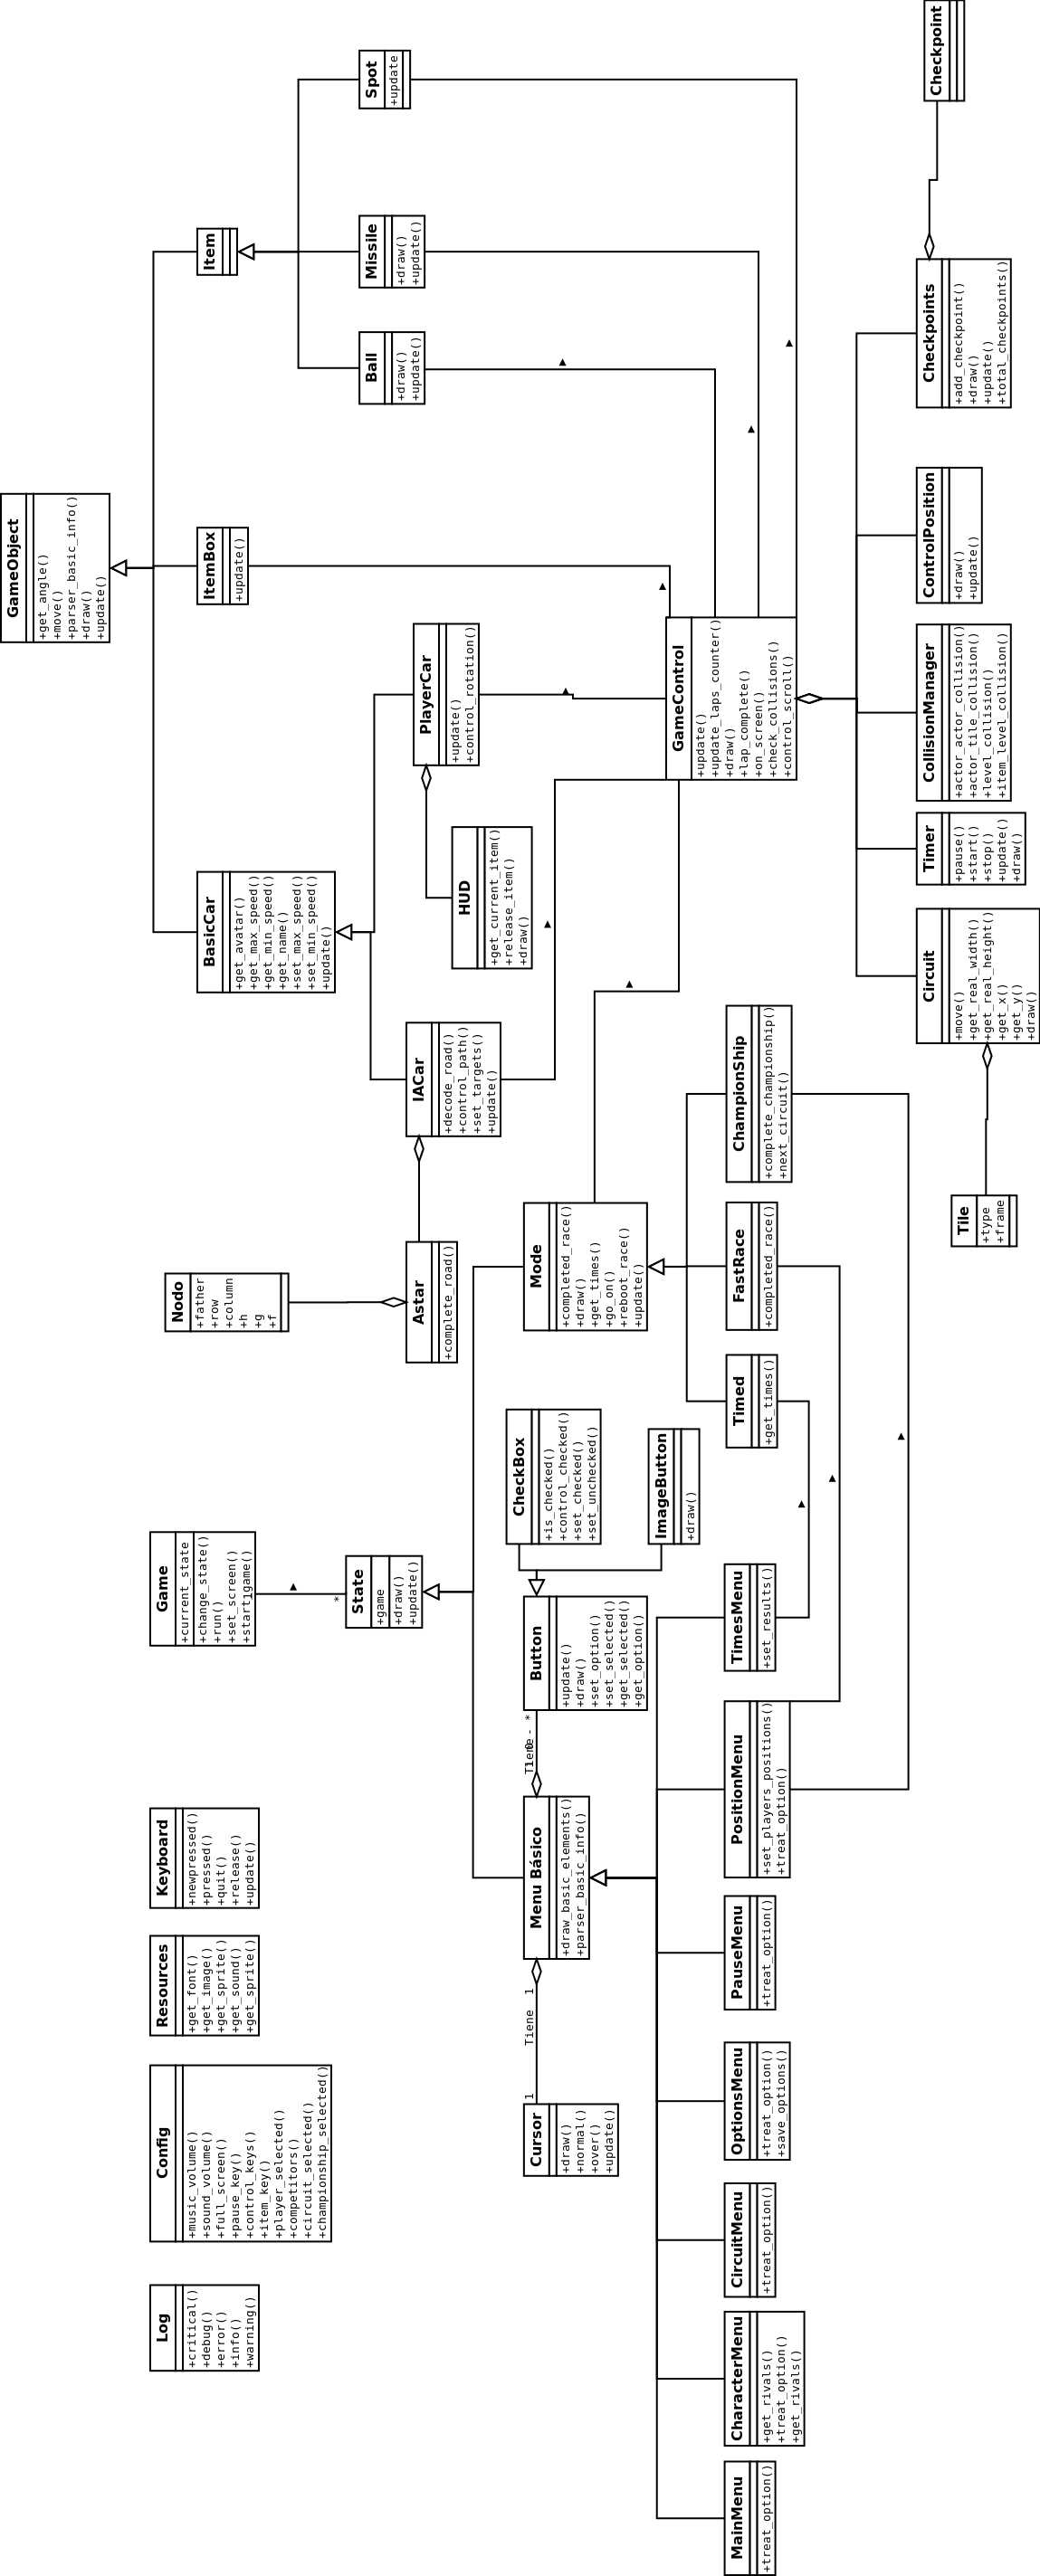 GameObject
+get_angle()
+move()
+parser_basic_info()
+draw()
+update()
Log
+critical()
+debug()
+error()
+info()
+warning()
Config
+music_volume()
+sound_volume()
+full_screen()
+pause_key()
+control_keys()
+item_key()
+player_selected()
+competitors()
+circuit_selected()
+championship_selected()
Resources
+get_font()
+get_image()
+get_sprite()
+get_sound()
+get_sprite()
Keyboard
+newpressed()
+pressed()
+quit()
+release()
+update()
Game
+current_state
+change_state()
+run()
+set_screen()
+start_game()
1
*
Nodo
+father
+row
+column
+h
+g
+f
BasicCar
+get_avatar()
+get_max_speed()
+get_min_speed()
+get_name()
+set_max_speed()
+set_min_speed()
+update()
ItemBox
+update()
Item
State
+game
+draw()
+update()
Astar
+complete_road()
IACar
+decode_road()
+control_path()
+set_targets()
+update()
PlayerCar
+update()
+control_rotation()
HUD
+get_current_item()
+release_item()
+draw()
Ball
+draw()
+update()
Missile
+draw()
+update()
Spot
+update
Cursor
+draw()
+normal()
+over()
+update()
1 Tiene 1
Menu Básico
+draw_basic_elements()
+parser_basic_info()
Tiene - *
Button
+update()
+draw()
+set_option()
+set_selected()
+get_selected()
+get_option()
CheckBox
+is_checked()
+control_checked()
+set_checked()
+set_unchecked()
ImageButton
+draw()
Mode
+completed_race()
+draw()
+get_times()
+go_on()
+reboot_race()
+update()
GameControl
+update()
+update_laps_counter()
+draw()
+lap_complete()
+on_screen()
+check_collisions()
+control_scroll()
MainMenu
+treat_option()
CharacterMenu
+get_rivals()
+treat_option()
+get_rivals()
CircuitMenu
+treat_option()
OptionsMenu
+treat_option()
+save_options()
PauseMenu
+treat_option()
PositionMenu
+set_players_positions()
+treat_option()
TimesMenu
+set_results()
Timed
+get_times()
FastRace
+completed_race()
ChampionShip
+complete_championship()
+next_circuit()
Tile
+type
+frame
Circuit
+move()
+get_real_width()
+get_real_height()
+get_x()
+get_y()
+draw()
Timer
+pause()
+start()
+stop()
+update()
+draw()
CollisionManager
+actor_actor_collision()
+actor_tile_collision()
+level_collision()
+item_level_collision()
ControlPosition
+draw()
+update()
Checkpoints
+add_checkpoint()
+draw()
+update()
+total_checkpoints()
Checkpoint